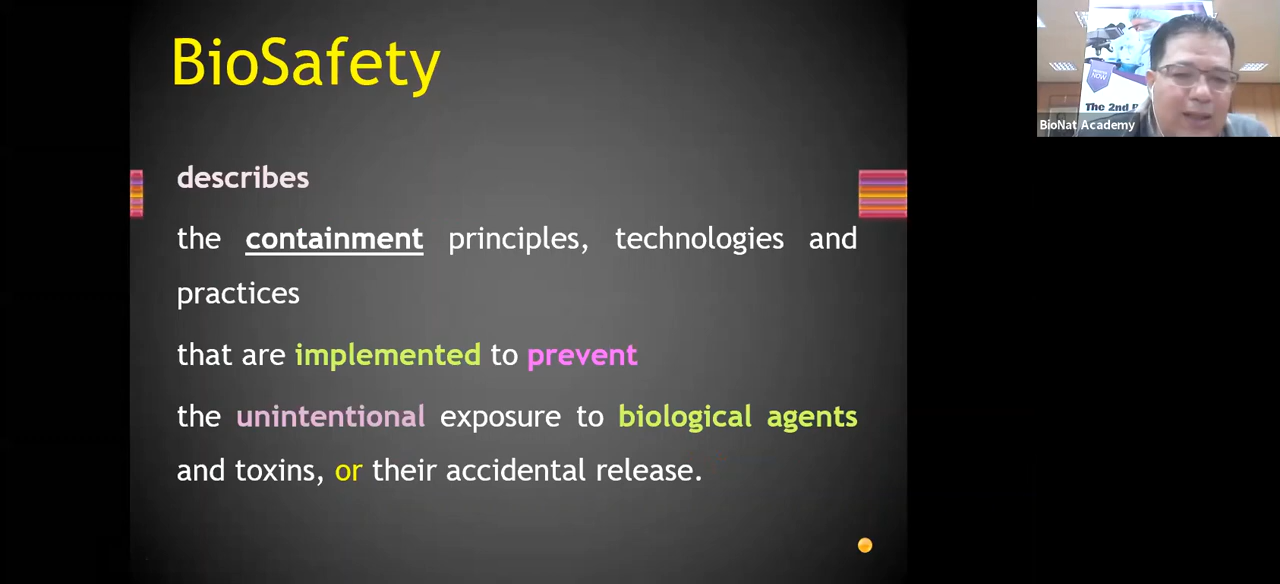 BioSafety
describes
the containment principles, technologies and
practices
that are implemented to prevent
the unintentional exposure to biological agents
and toxins, or their accidental release.
NOW
The 2nd
BioNat Academy